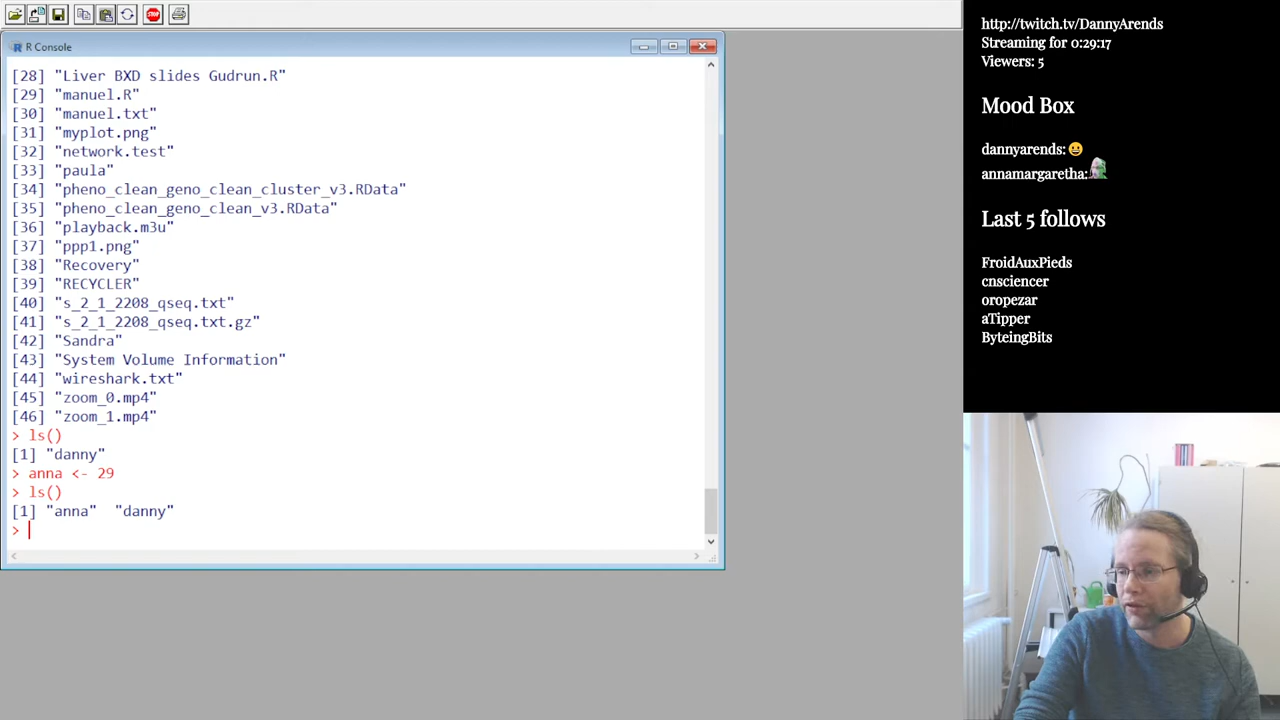 STOP
R Console
[28] "Liver BXD slides Gudrun.R"
[29] "manuel.R"
[30] "manuel.txt"
[31] "myplot.png"
[32] "network.test"
[33] "paula"
[34] "pheno_clean_geno_clean_cluster_v3.RData"
[35] "pheno_clean_geno_clean_v3.RData"
[36] "playback.m3u"
[37] "ppp1.png"
[38] "Recovery"
[39] "RECYCLER"
[40] "s_2_1_2208_qseq.txt"
[41] "s_2_1_2208_qseq.txt.gz"
[42] "Sandra"
[43] "System Volume Information"
[44] "wireshark.txt"
[45] "zoom_0.mp4"
[46] "zoom_1.mp4"
> ls()
[1] "danny"
> anna <- 29
> ls()
[1] "anna"  "danny"
>
http://twitch.tv/DannyArends
Streaming for 0:29:17
Viewers: 5
Mood Box
dannyarends:
annamargaretha:
Last 5 follows
FroidAuxPieds
cnsciencer
oropezar
aTipper
ByteingBits